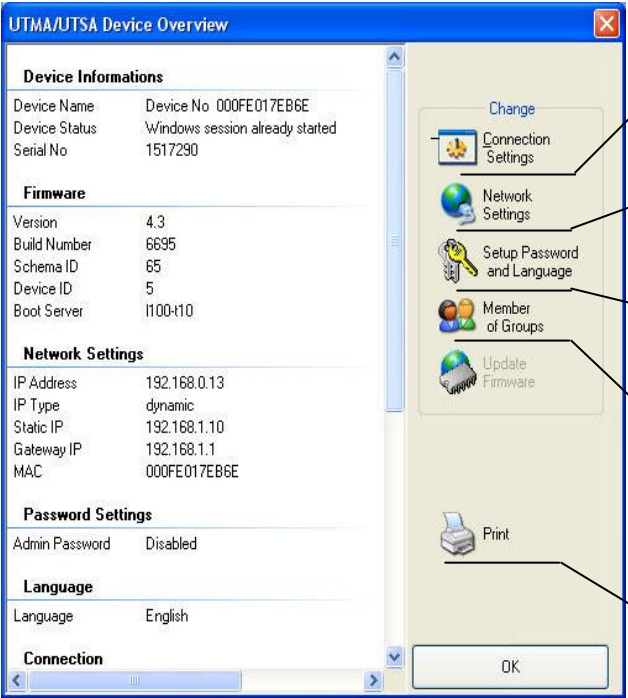 UTMA/UTSA Device Overview
Device Informations
Device Name Device No 000FE017EB6E
Device Status Windows session already started
Serial No 1517290
Firmware
Version 4.3
Build Number 6695
Schema ID 65
Device ID 5
Boot Server l100-t10
Network Settings
IP Address 192.168.0.13
IP Type dynamic
Static IP 192.168.1.10
Gateway IP 192.168.1.1
MAC 000FE017EB6E
Password Settings
Admin Password Disabled
Language
Language English
Connection
Change
Connection
Settings
Network
Settings
Setup Password
and Language
Member
of Groups
Update
Firmware
Print
OK